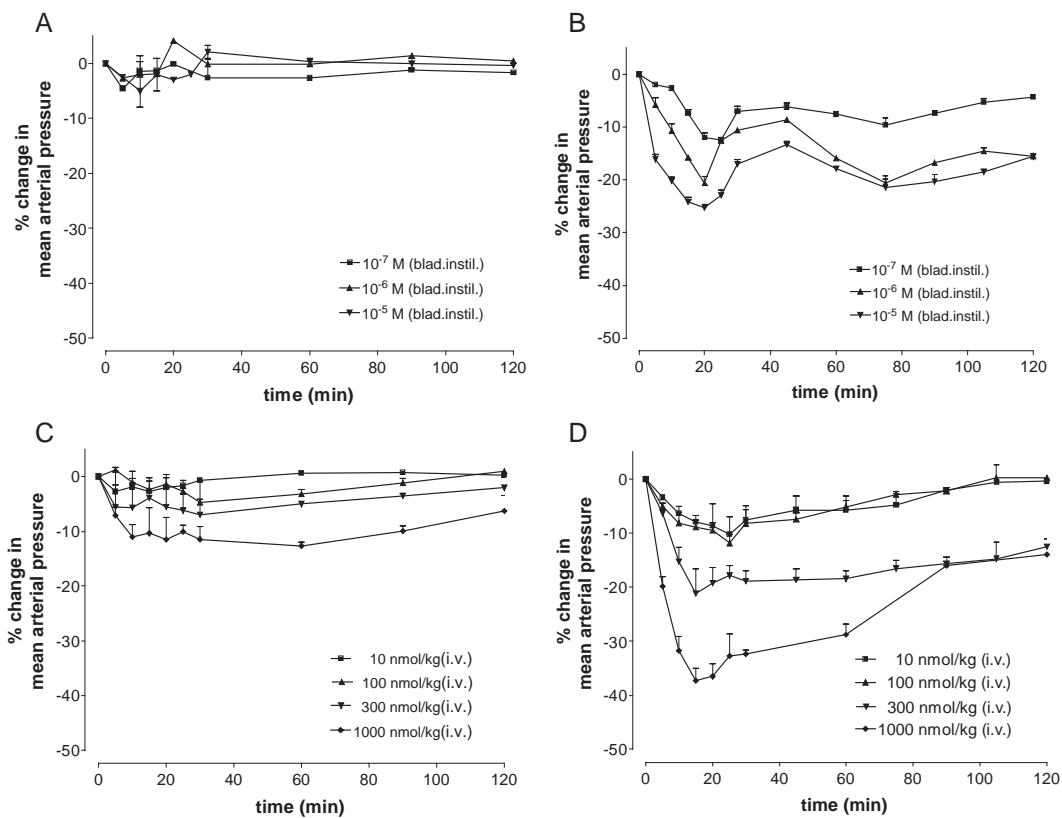 A
% change in
mean arterial pressure
0
-10
-20
-30
-40
-50
10-7 M (blad.instil.)
10-6 M (blad.instil.)
10-5 M (blad.instil.)
0 20 40 60 80 100 120
time (min)
B
% change in
mean arterial pressure
0
-10
-20
-30
-40
-50
10-7 M (blad.instil.)
10-6 M (blad.instil.)
10-5 M (blad.instil.)
0 20 40 60 80 100 120
time (min)
C
% change in
mean arterial pressure
0
-10
-20
-30
-40
-50
10 nmol/kg(i.v.)
100 nmol/kg(i.v.)
300 nmol/kg(i.v.)
1000 nmol/kg(i.v.)
0 20 40 60 80 100 120
time (min)
D
% change in
mean arterial pressure
0
-10
-20
-30
-40
-50
10 nmol/kg (i.v.)
100 nmol/kg (i.v.)
300 nmol/kg (i.v.)
1000 nmol/kg (i.v.)
0 20 40 60 80 100 120
time (min)